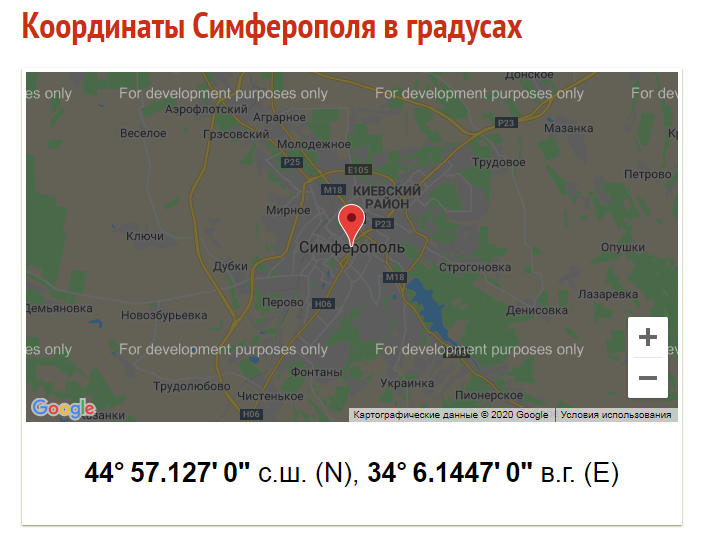 Координаты Симферополя в градусах
Донское
es only For development purposes only For development purposes only For de
Аэрофлотский
Аграрное
Веселое Грэсовский P23 Мазанка
Молодежное
P25 E105 Трудовое
M18 КИЕВСКИЙ Петрово
РАЙОН
Мирное P23
Ключи Симферополь Опушки
Дубки Строгоновка
M18
Лазаревка
Демьяновка Перово H06 Денисовка
Новозбурьевка
es only For development purposes only For development purposes only
Фонтаны
Трудолюбово Украинка
Чистенькое Пионерское
Google H06 Картографические данные © 2020 Google Условия использования
44° 57.127' 0" с.ш. (N), 34° 6.1447' 0" в.г. (E)